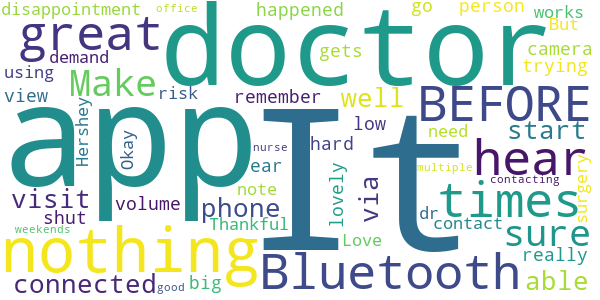 disappointment office happened go person works
great doctor But
using demand Make gets camera
trying
view Hershey Okay risk remember well BEFORE
app It low start
nurse hard need hear
ear
visit volume note lovely via multiple contacting times surgery
shut phone dr contact
Thankful sure
nothing weekends Love really
connected good big Bluetooth able